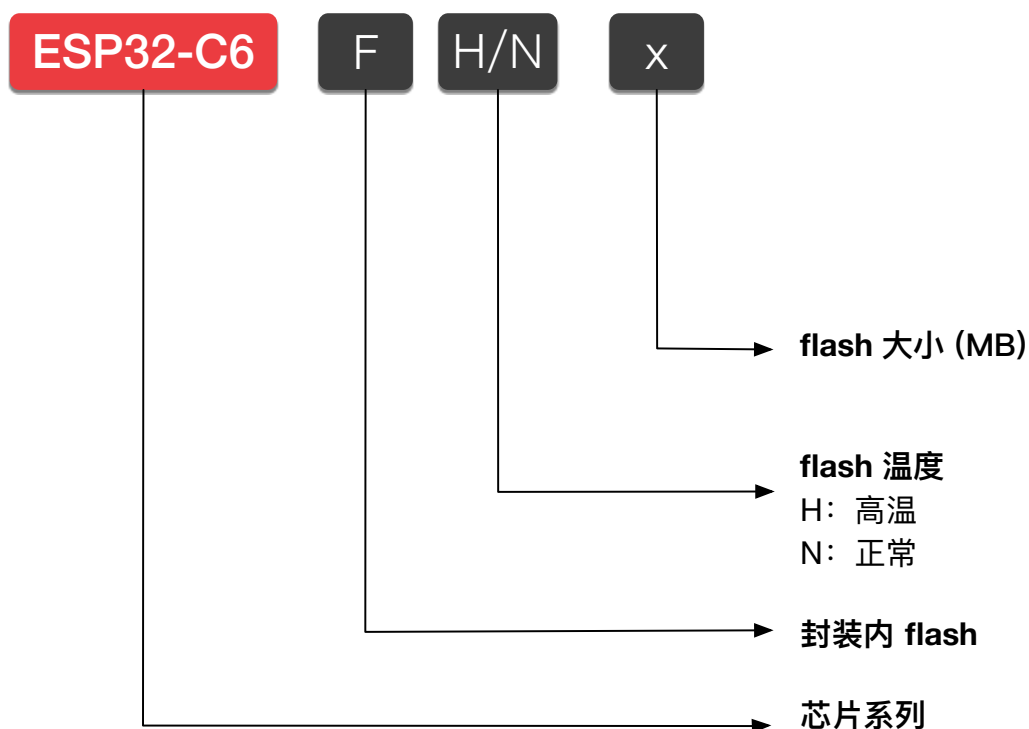 ESP32-C6 F H/N x
flash 大小 (MB)
flash 温度
H：高温
N：正常
封装内 flash
芯片系列